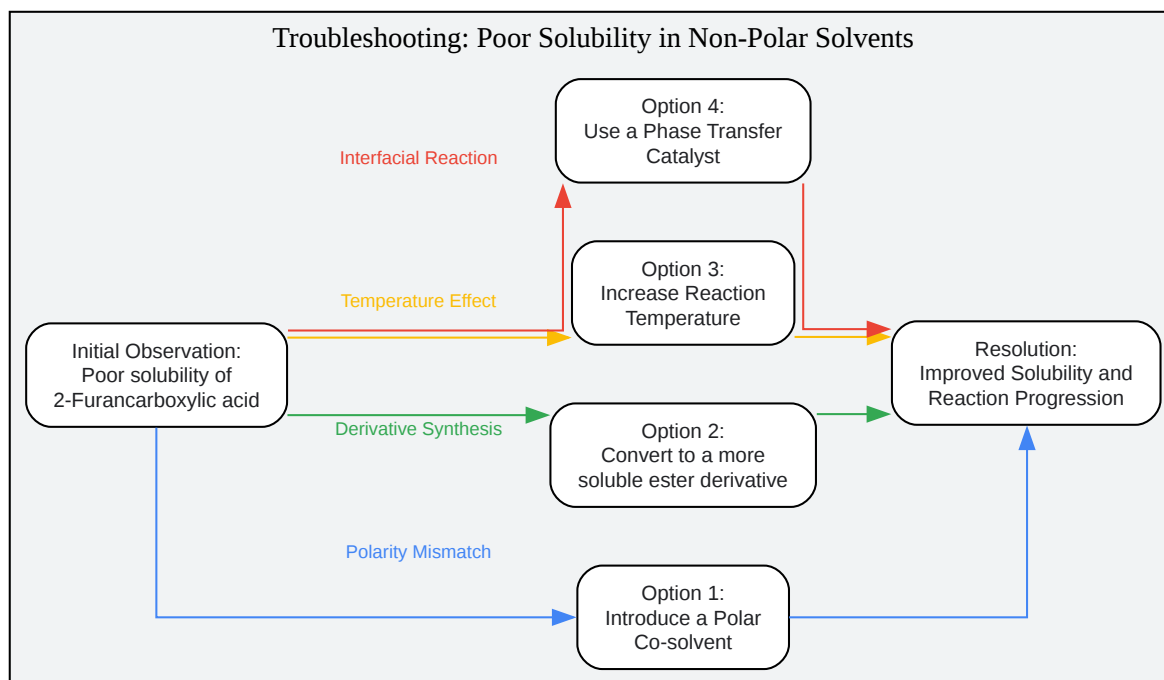 Troubleshooting: Poor Solubility in Non-Polar Solvents
Option 4:
Use a Phase Transfer
Catalyst
Interfacial Reaction
Option 3:
Increase Reaction
Temperature
Temperature Effect
Initial Observation:
Poor solubility of
2-Furancarboxylic acid
Resolution:
Improved Solubility and
Reaction Progression
Derivative Synthesis
Option 2:
Convert to a more
soluble ester derivative
Polarity Mismatch
Option 1:
Introduce a Polar
Co-solvent